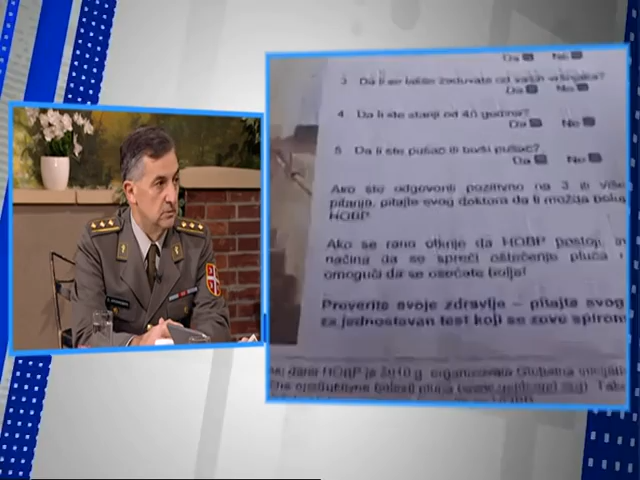 Da Ne
3 Da li se lakše zaduvate od vaših vršnjaka?
Da Ne
4 Da li ste stariji od 40 godina?
Da Ne
5 Da li ste pušač ili bivši pušač?
Da Ne
Ako ste odgovorili pozitivno na 3 ili više
pitanja, pitajte svog doktora da li možda
HOBP
Ako se rano otkrije da HOBP postoji,
načina da se spreči oštećenje pluća i
omogući da se osećate bolje!
Proverite svoje zdravlje – pitajte svog
za jednostavan test koji se zove
dana HOBP je 2010 g. organizovala Globalna
pluća